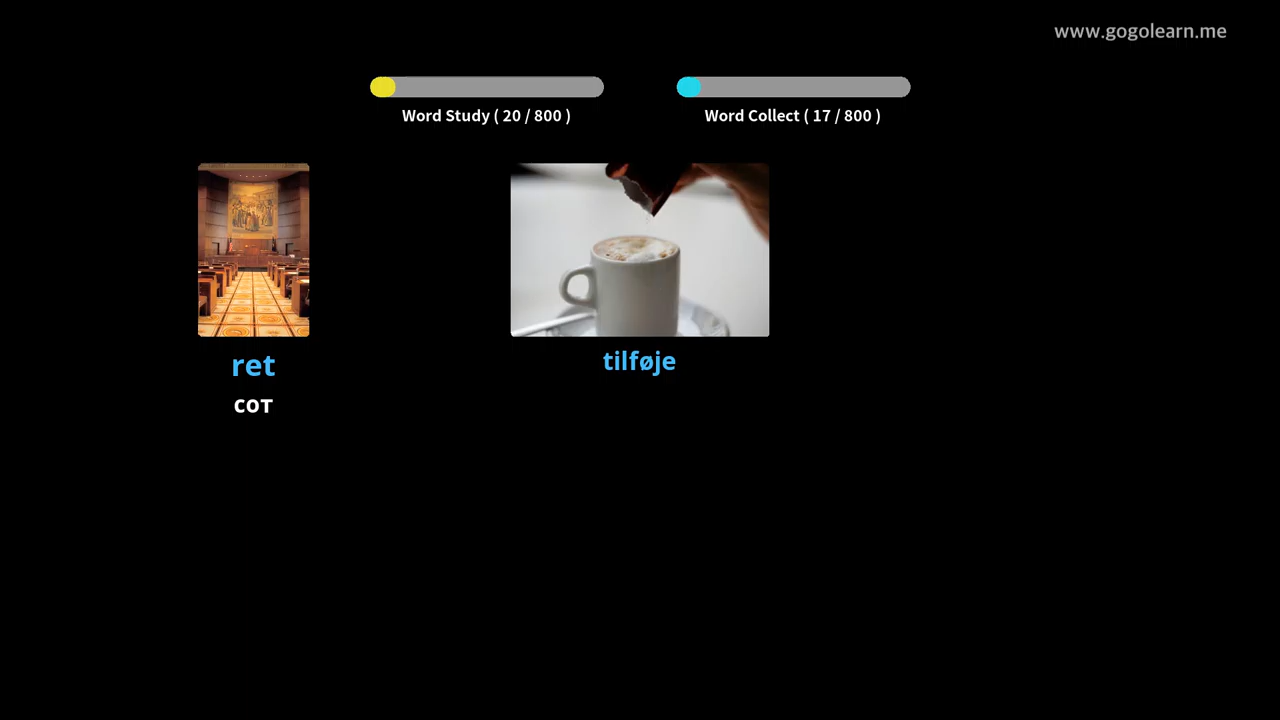 www.gogolearn.me
Word Study ( 20 / 800 )
Word Collect ( 17 / 800 )
ret
сот
tilføje